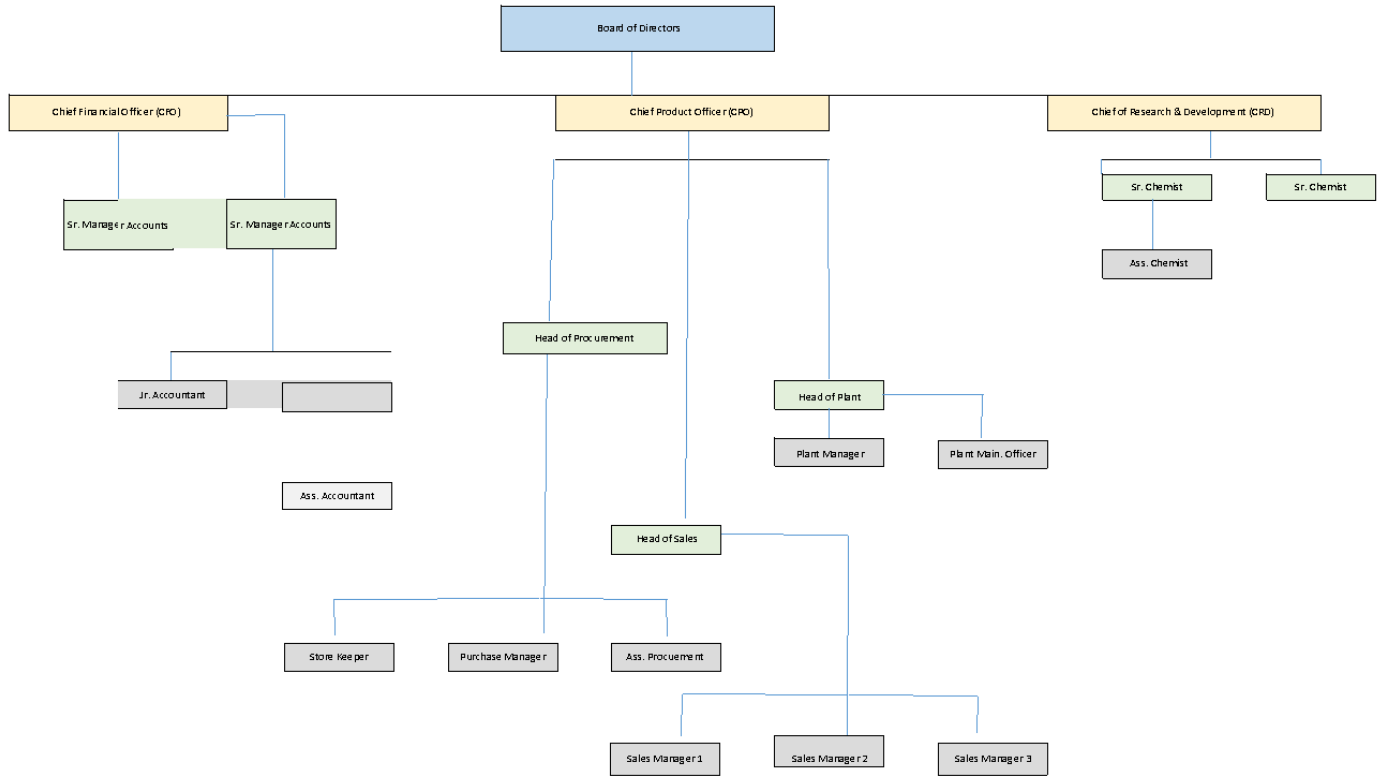 Board of Directors
Chief Financial Officer (CFO)
Chief Product Officer (CPO)
Chief of Research & Development (CRD)
Sr. Chemist
Sr. Chemist
Sr. Manager Accounts
Sr. Manager Accounts
Ass. Chemist
Head of Procurement
Jr. Accountant
Head of Plant
Plant Manager
Plant Main. Officer
Ass. Accountant
Head of Sales
Store Keeper
Purchase Manager
Ass. Procuement
Sales Manager 1
Sales Manager 2
Sales Manager 3